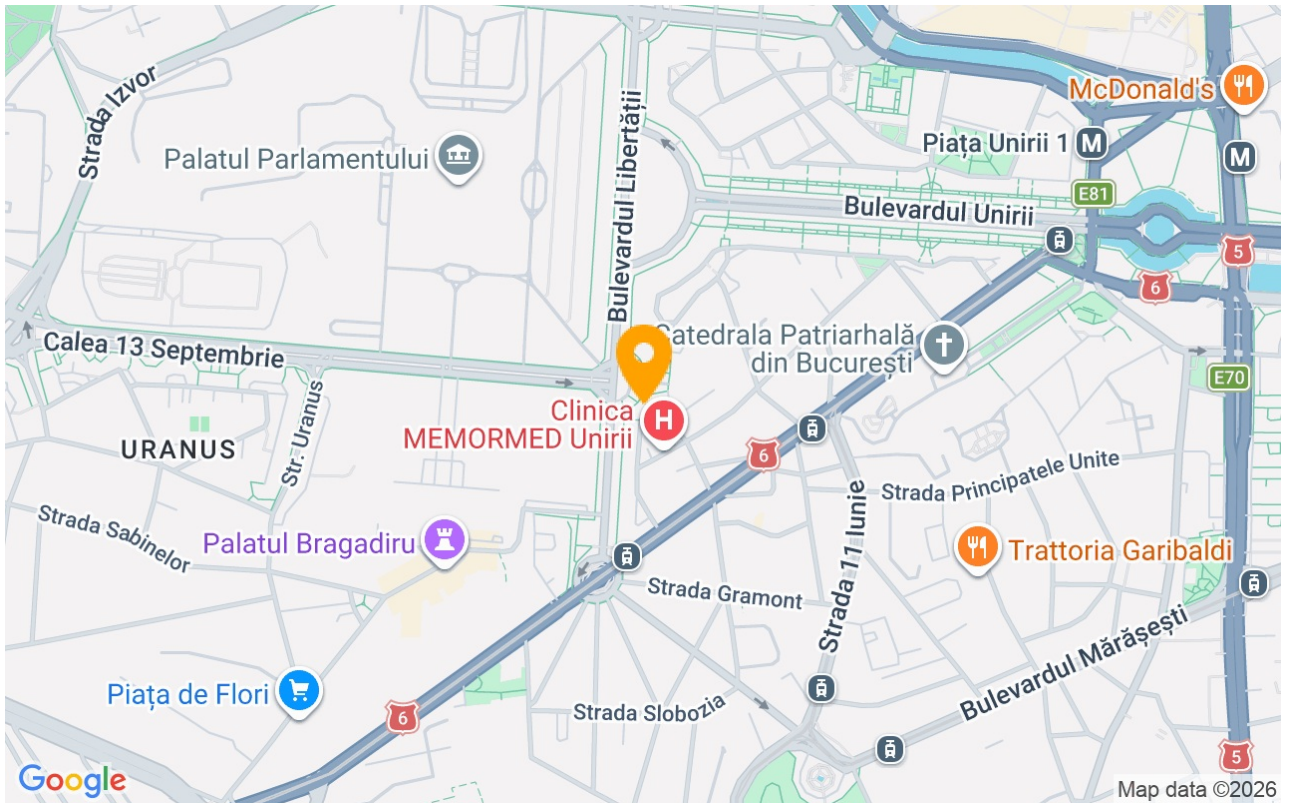 Strada Izvor
Bulevardul Libertății
McDonald's
Palatul Parlamentului
Piața Unirii 1
M
M
E81
Bulevardul Unirii
5
6
Calea 13 Septembrie
Catedrala Patriarhală
din București
E70
Str. Uranus
Clinica
MEMORMED Unirii
H
URANUS
6
Strada Principatele Unite
Strada Sabinelor
Palatul Bragadiru
Strada 11 Iunie
Trattoria Garibaldi
Strada Gramont
Bulevardul Mărășești
Piața de Flori
6
Strada Slobozia
5
Google
Map data ©2026